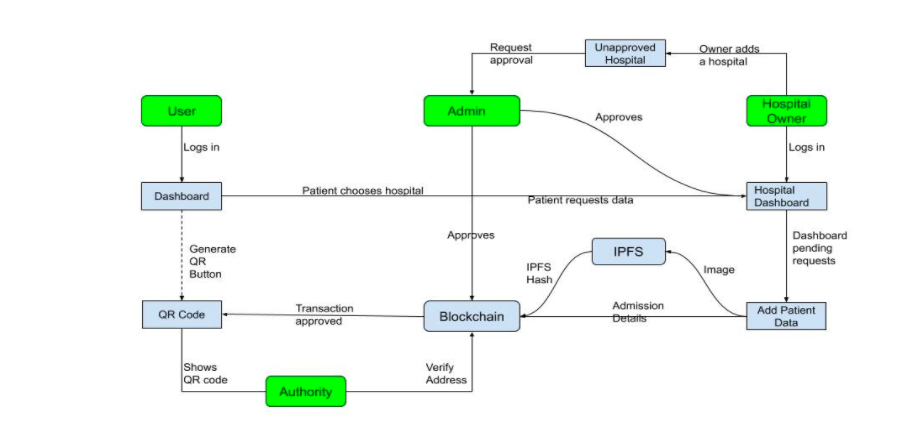 Request
approval
Unapproved
Hospital
Owner adds
a hospital
User
Admin
Hospital
Owner
Approves
Logs in
Logs in
Dashboard
Patient chooses hospital
Patient requests data
Hospital
Dashboard
Approves
Generate
QR
Button
IPFS
Dashboard
pending
requests
IPFS
Hash
Image
QR Code
Transaction
approved
Blockchain
Admission
Details
Add Patient
Data
Shows
QR code
Authority
Verify
Address